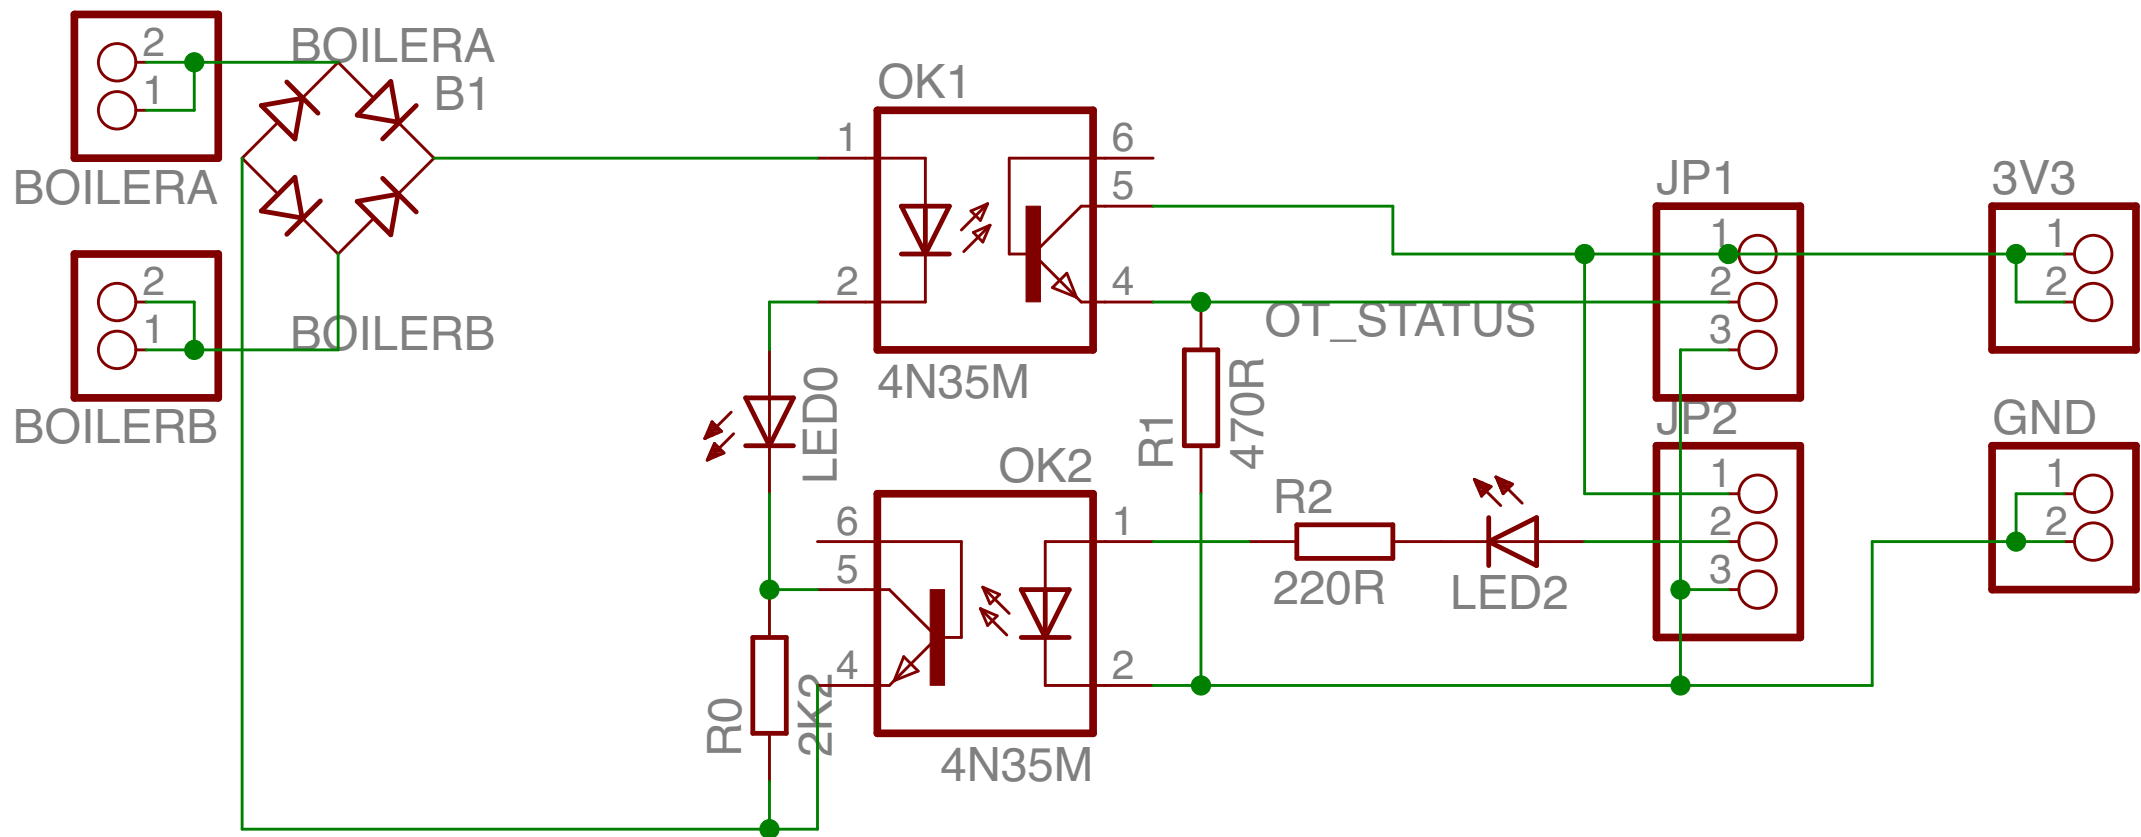 2
1
BOILERA
BOILERA
B1
2
1
BOILERB
BOILERB
OK1
1
2
6
5
4
4N35M
LED0
R0
2K2
OK2
6
5
4
1
2
4N35M
R1
470R
OT_STATUS
R2
220R
LED2
JP1
1
2
3
JP2
1
2
3
3V3
1
2
GND
1
2